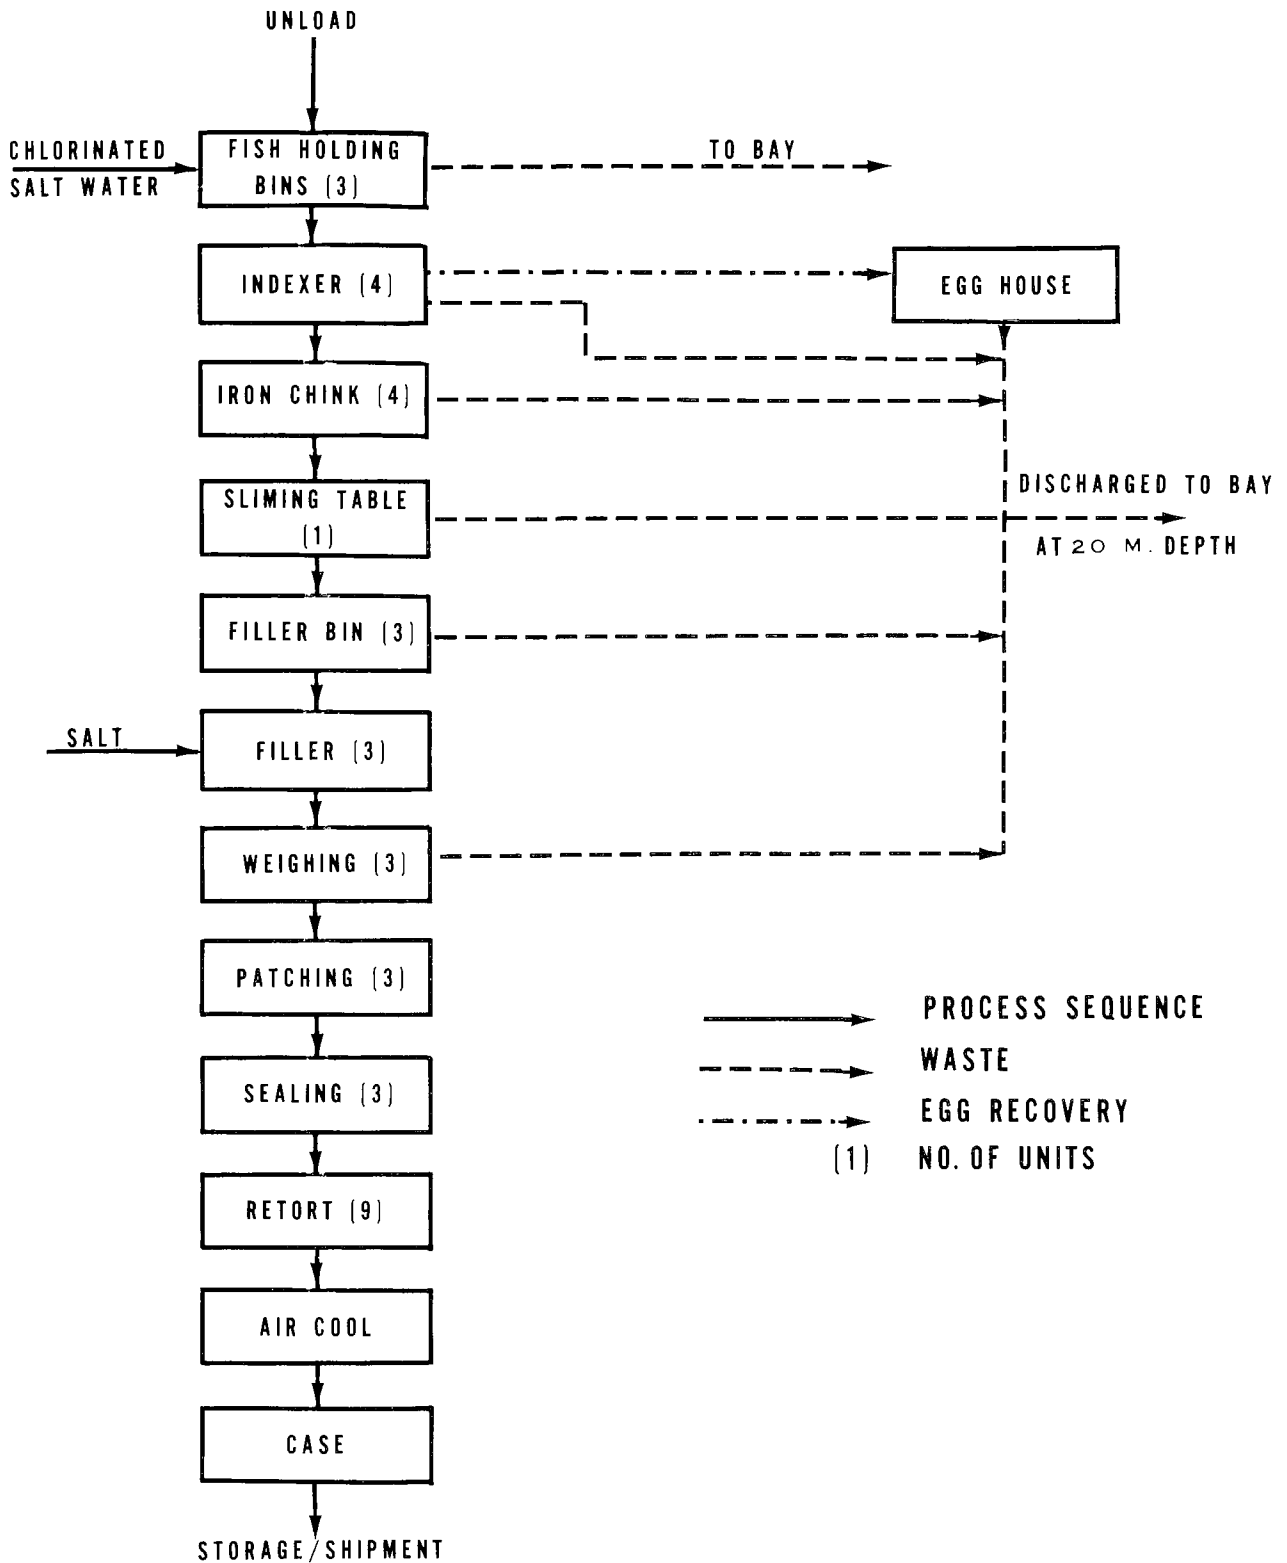 UNLOAD
CHLORINATED
SALT WATER
FISH HOLDING
BINS (3)
TO BAY
INDEXER (4)
EGG HOUSE
IRON CHINK (4)
SLIMING TABLE
(1)
DISCHARGED TO BAY
AT 20 M. DEPTH
FILLER BIN (3)
SALT
FILLER (3)
WEIGHING (3)
PATCHING (3)
SEALING (3)
RETORT (9)
AIR COOL
CASE
STORAGE/SHIPMENT
PROCESS SEQUENCE
WASTE
EGG RECOVERY
(1) NO. OF UNITS